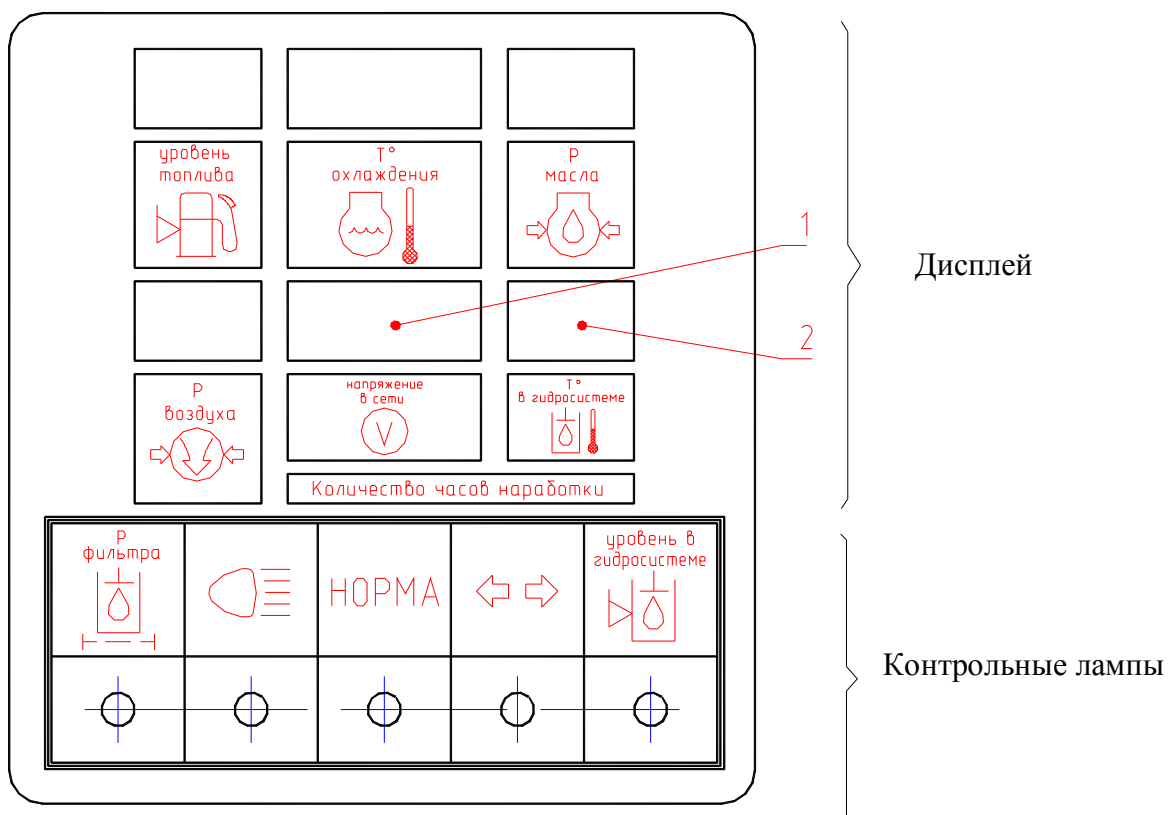 уровень
топлива
T°
охлаждения
P
масла
1
Дисплей
2
P
воздуха
напряжение
в сети
V
T°
в гидросистеме
Количество часов наработки
P
фильтра
НОРМА
уровень в
гидросистеме
Контрольные лампы